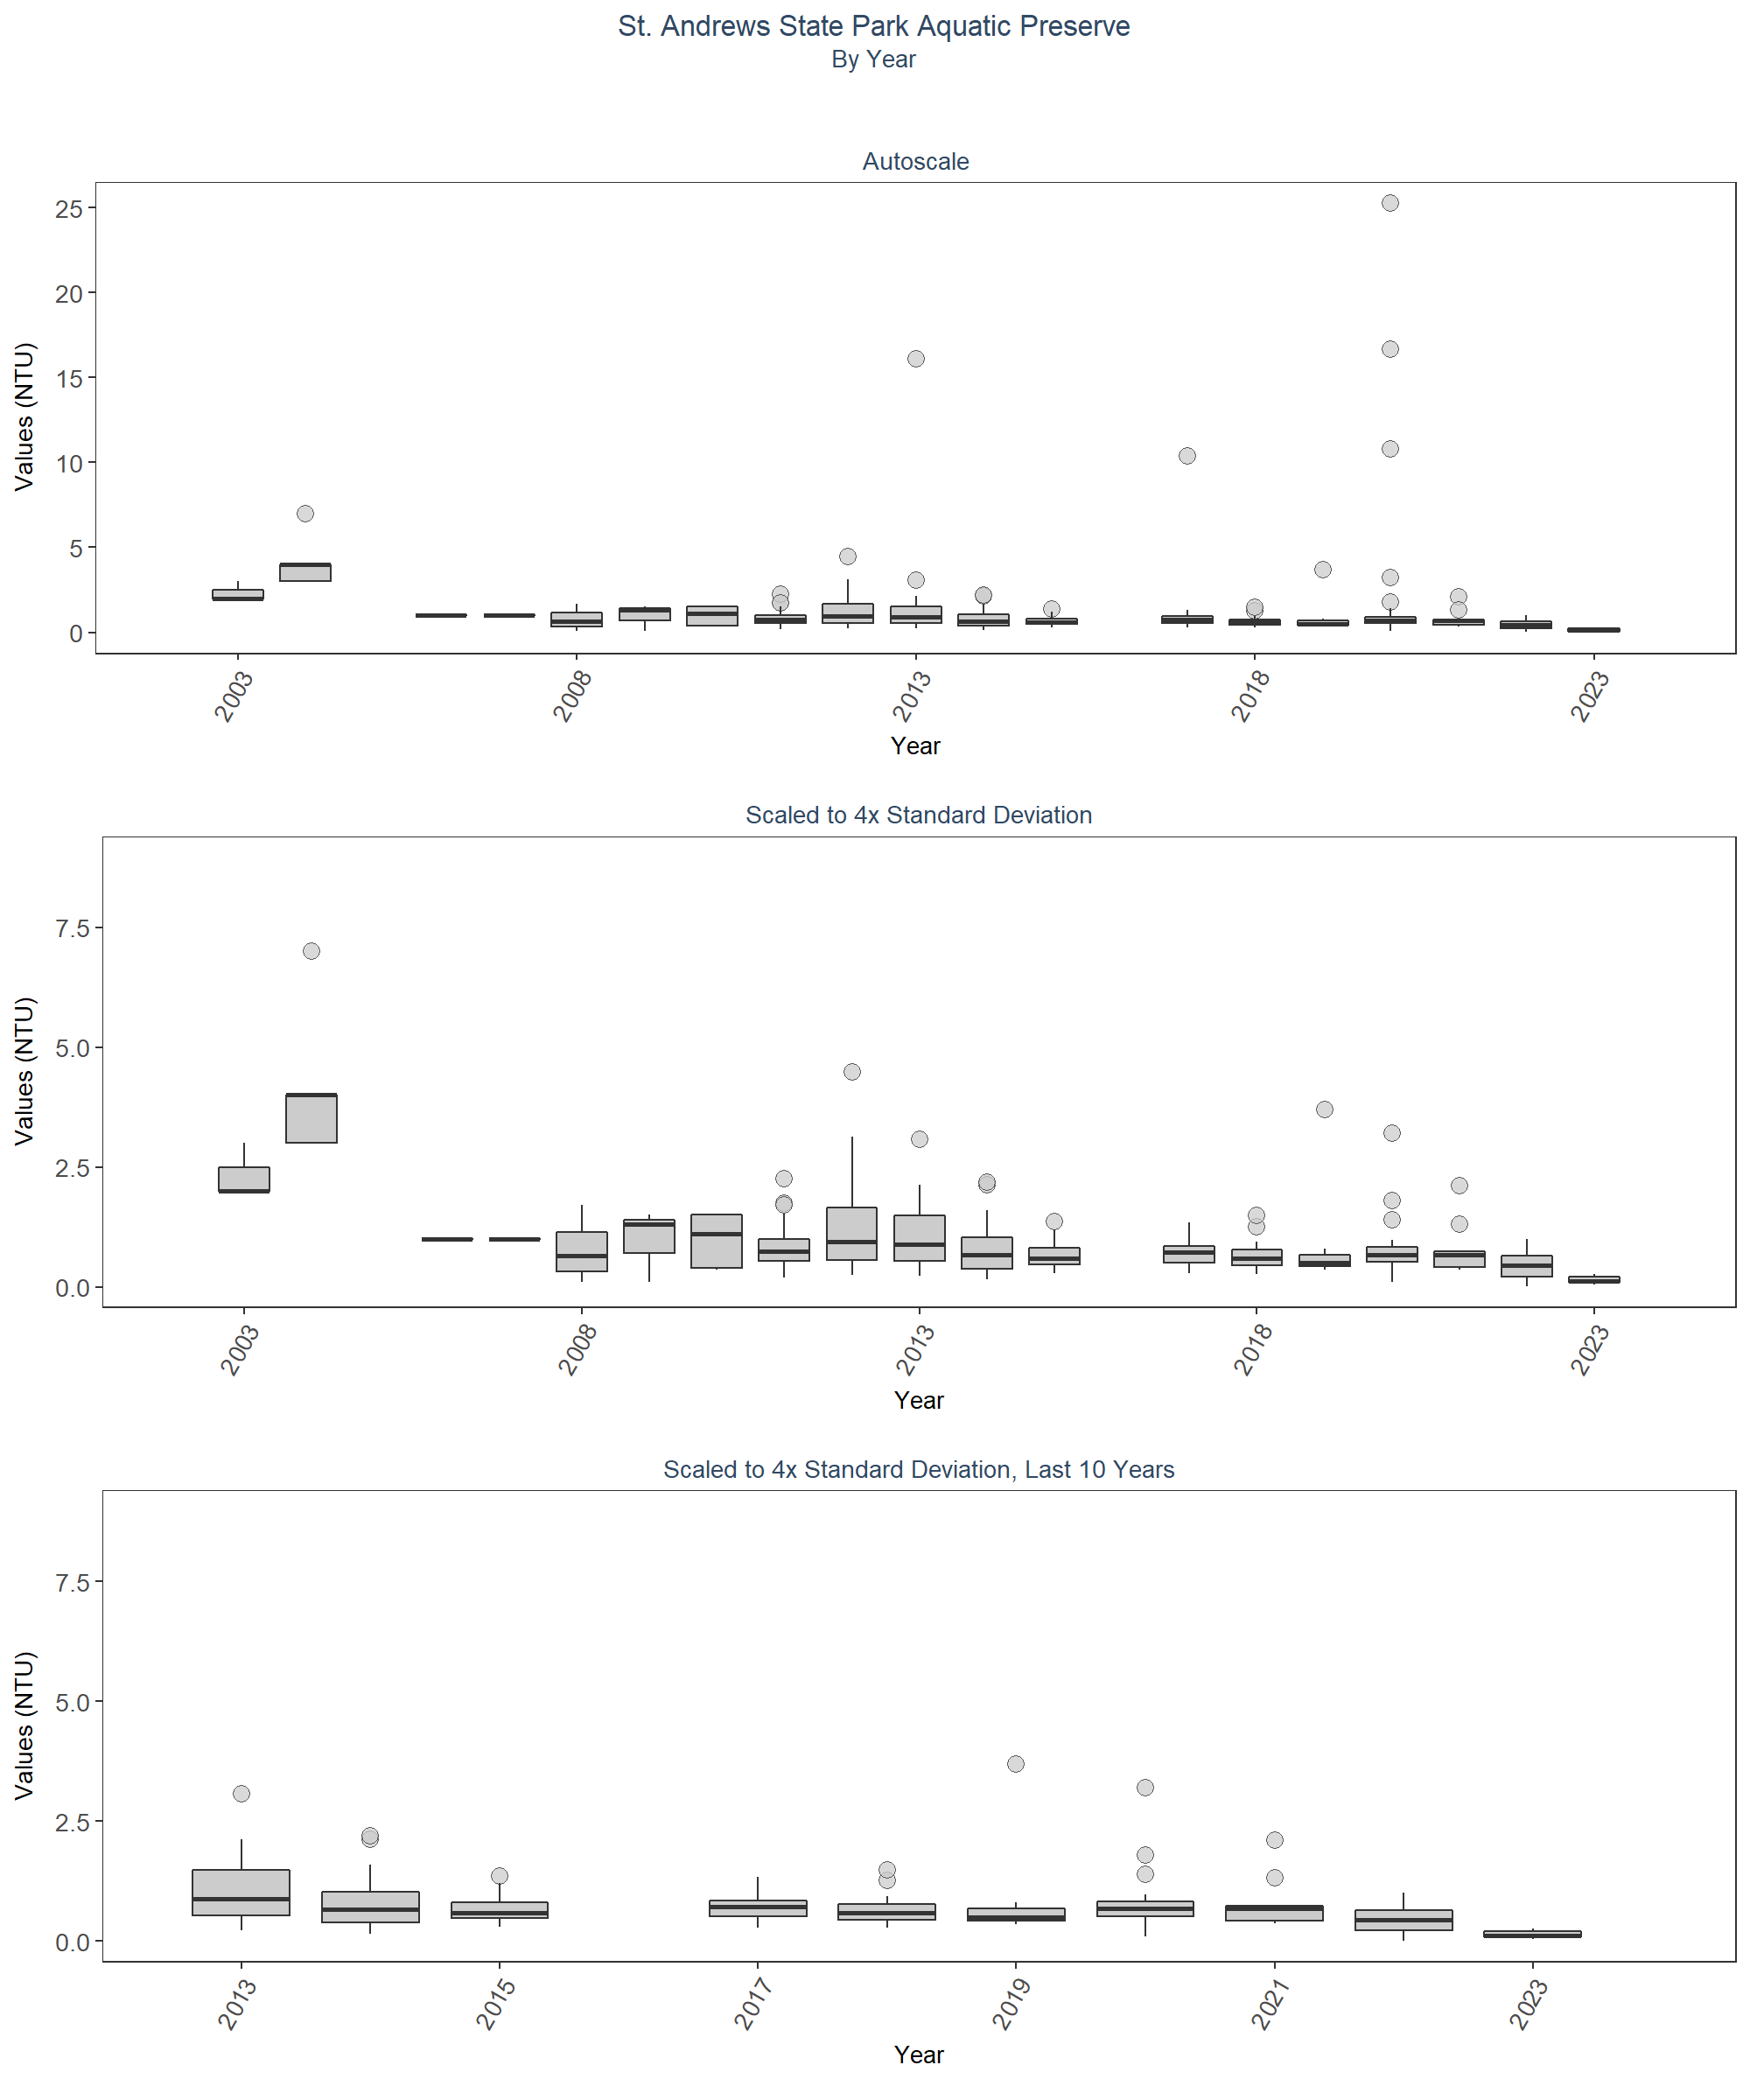 St. Andrews State Park Aquatic Preserve
By Year
Autoscale
Values (NTU)
25
20
15
10
5
0
2003 2008 2013 2018 2023
Year
Scaled to 4x Standard Deviation
Values (NTU)
7.5
5.0
2.5
0.0
2003 2008 2013 2018 2023
Year
Scaled to 4x Standard Deviation, Last 10 Years
Values (NTU)
7.5
5.0
2.5
0.0
2013 2015 2017 2019 2021 2023
Year